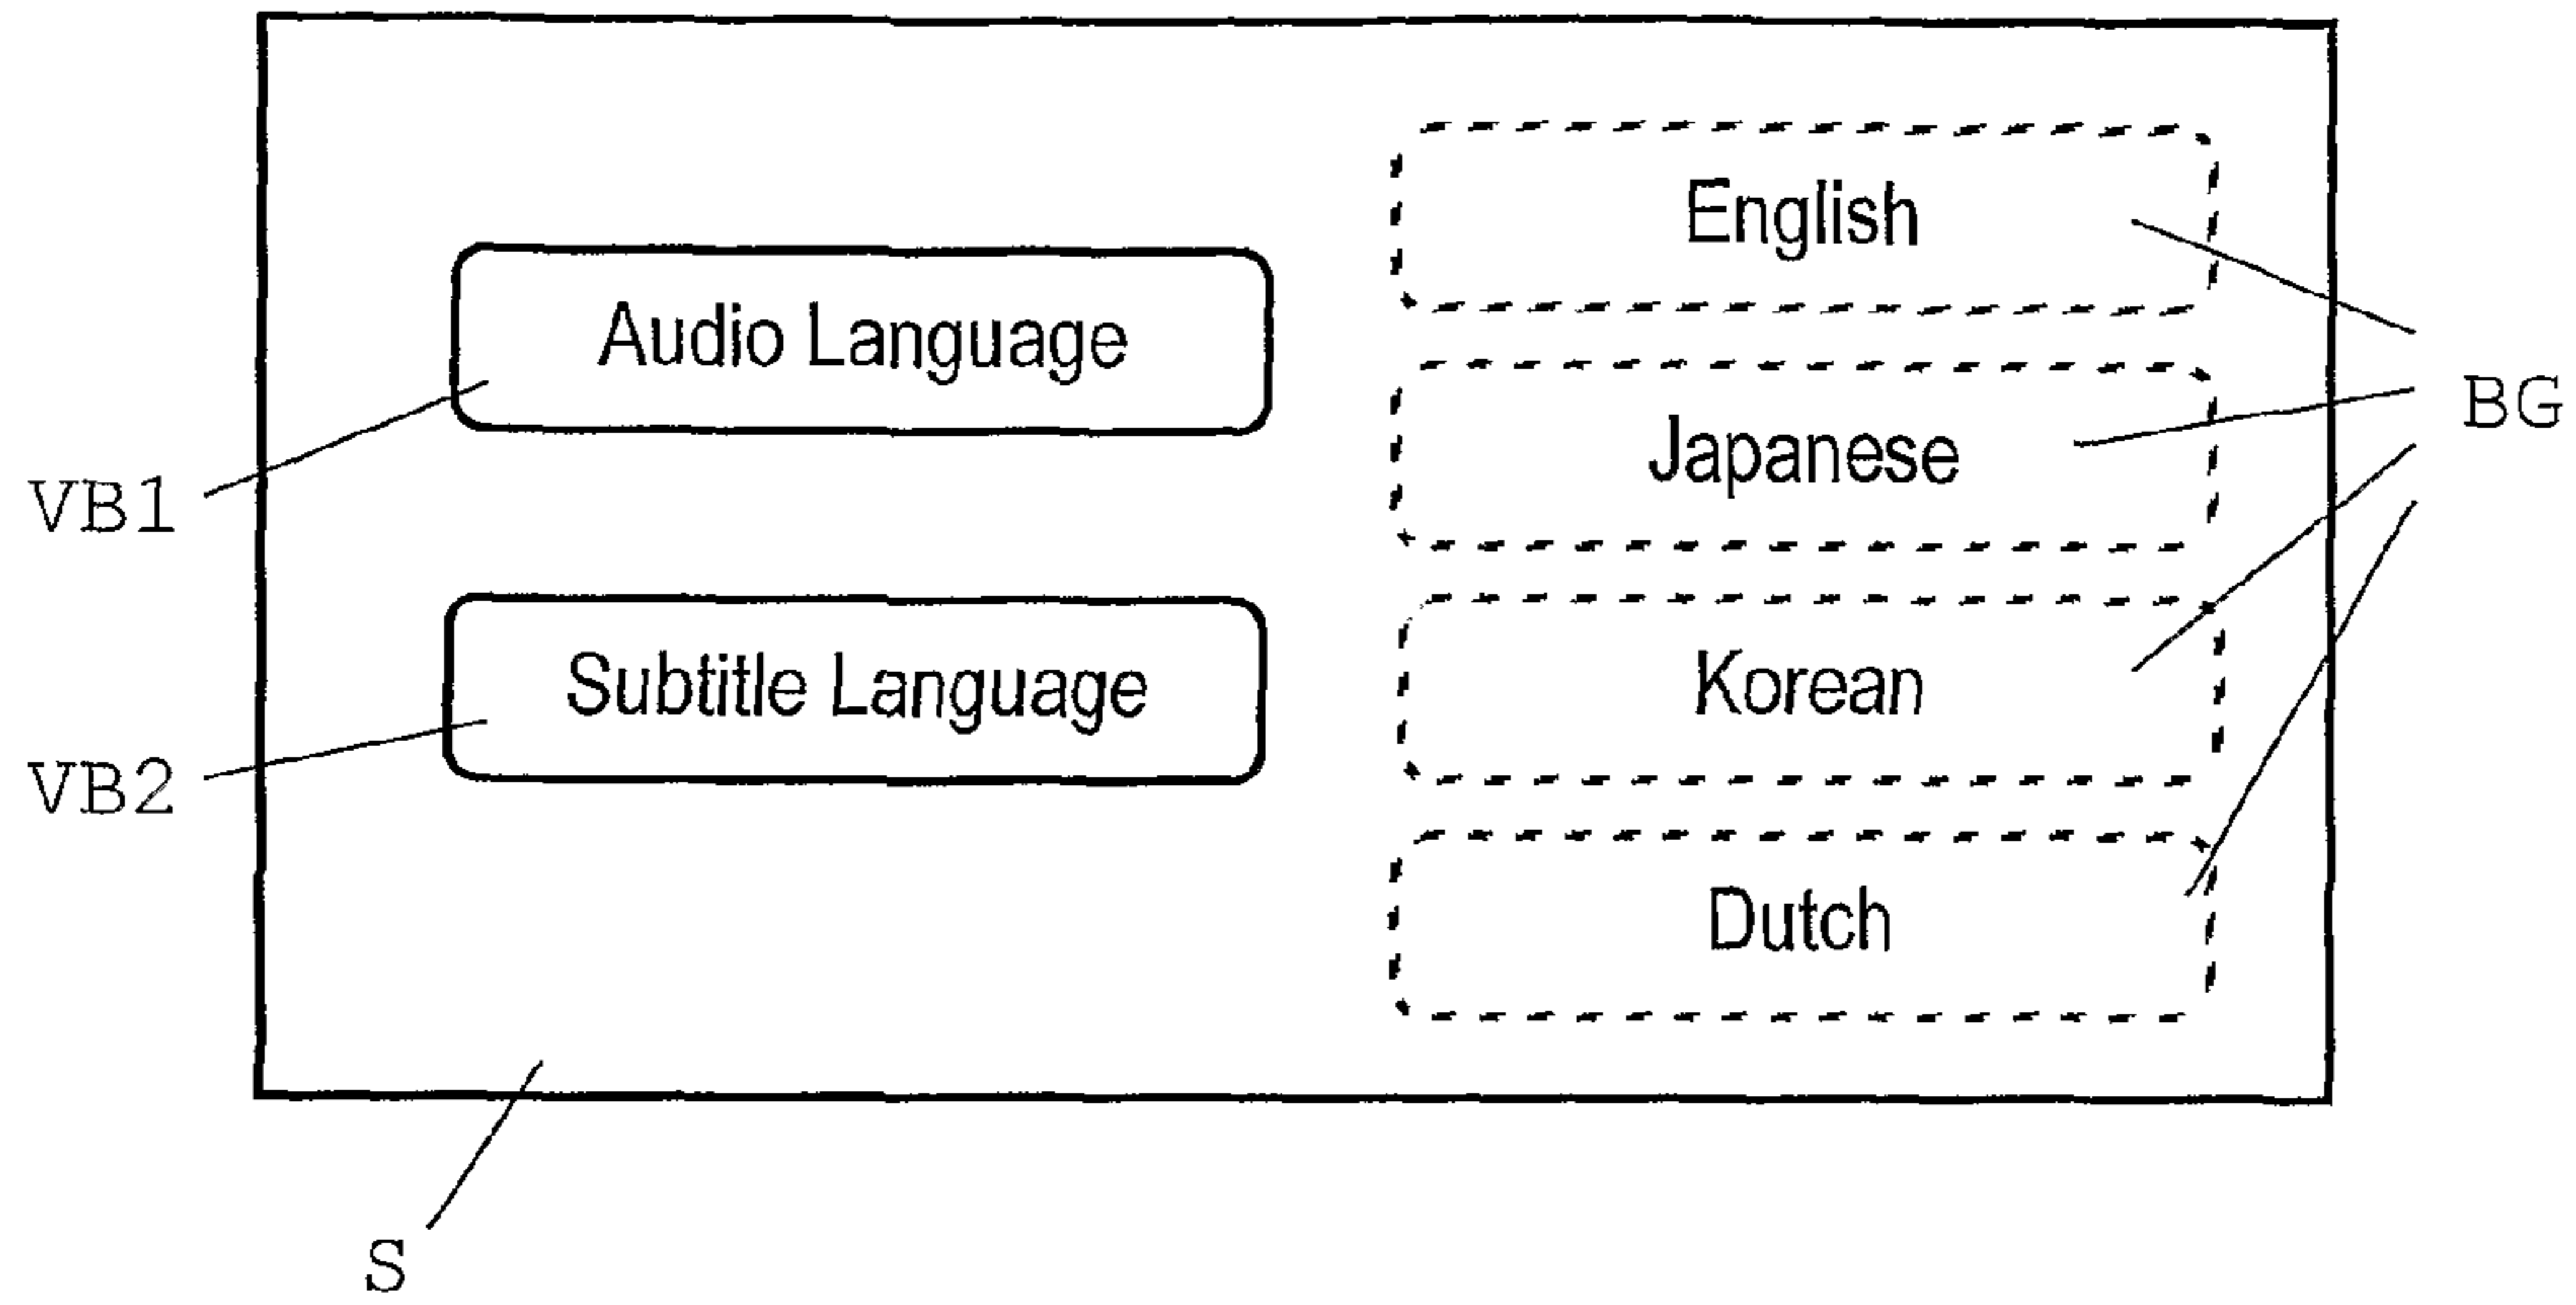 English
Audio Language
BG
Japanese
VB1
Subtitle Language
Korean
VB2
Dutch
S